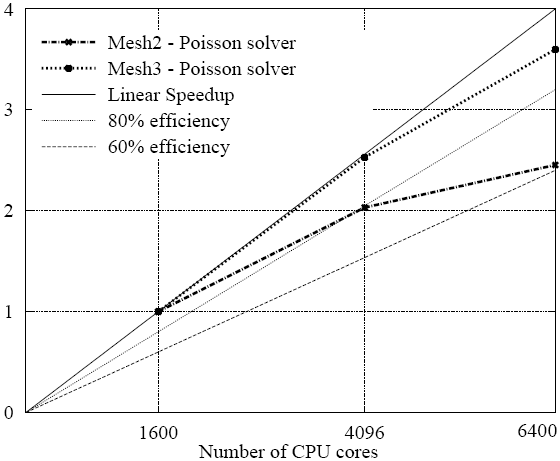 4
Mesh2 - Poisson solver
Mesh3 - Poisson solver
Linear Speedup
80% efficiency
60% efficiency
3
2
1
0
1600 4096 6400
Number of CPU cores